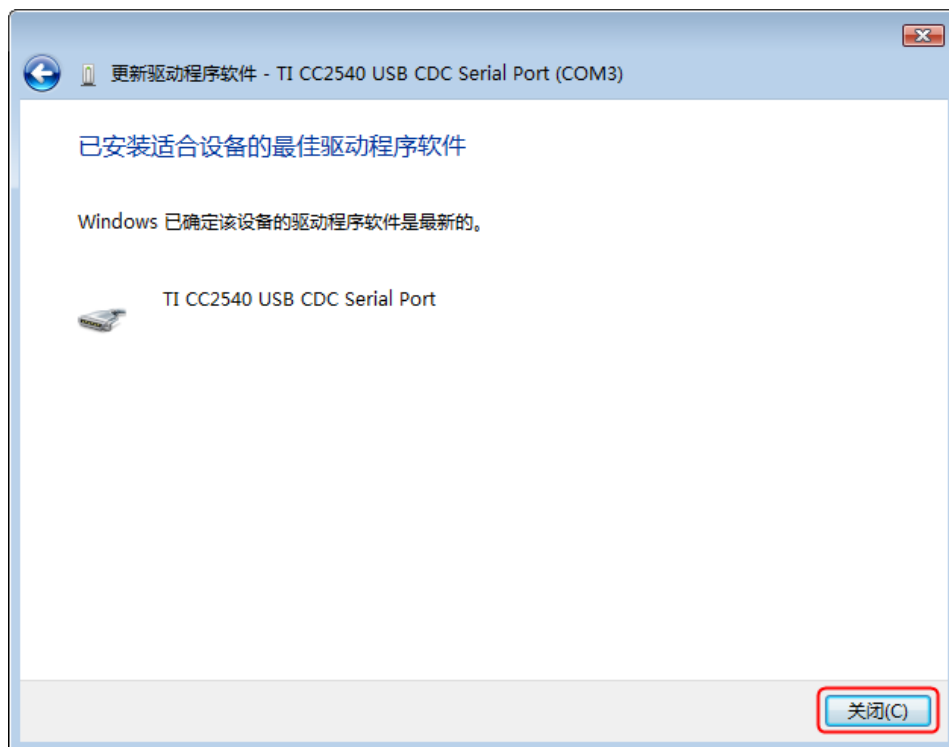 更新驱动程序软件 - TI CC2540 USB CDC Serial Port (COM3)
已安装适合设备的最佳驱动程序软件
Windows 已确定该设备的驱动程序软件是最新的。
TI CC2540 USB CDC Serial Port
关闭(C)